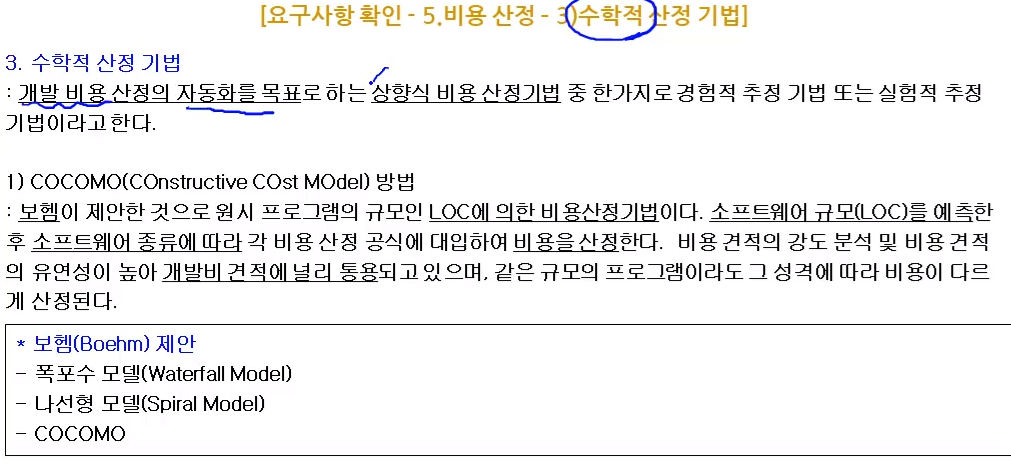 [요구사항 확인 - 5.비용 산정 - 3)수학적 산정 기법]
3. 수학적 산정 기법
: 개발 비용 산정의 자동화를 목표로 하는 상향식 비용 산정기법 중 한가지로 경험적 추정 기법 또는 실험적 추정
기법이라고 한다.
1) COCOMO(COnstructive COst MOdel) 방법
: 보헴이 제안한 것으로 원시 프로그램의 규모인 LOC에 의한 비용산정기법이다. 소프트웨어 규모(LOC)를 예측한
후 소프트웨어 종류에 따라 각 비용 산정 공식에 대입하여 비용을 산정한다. 비용 견적의 강도 분석 및 비용 견적
의 유연성이 높아 개발비 견적에 널리 통용되고 있으며, 같은 규모의 프로그램이라도 그 성격에 따라 비용이 다르
게 산정된다.
* 보헴(Boehm) 제안
- 폭포수 모델(Waterfall Model)
- 나선형 모델(Spiral Model)
- COCOMO